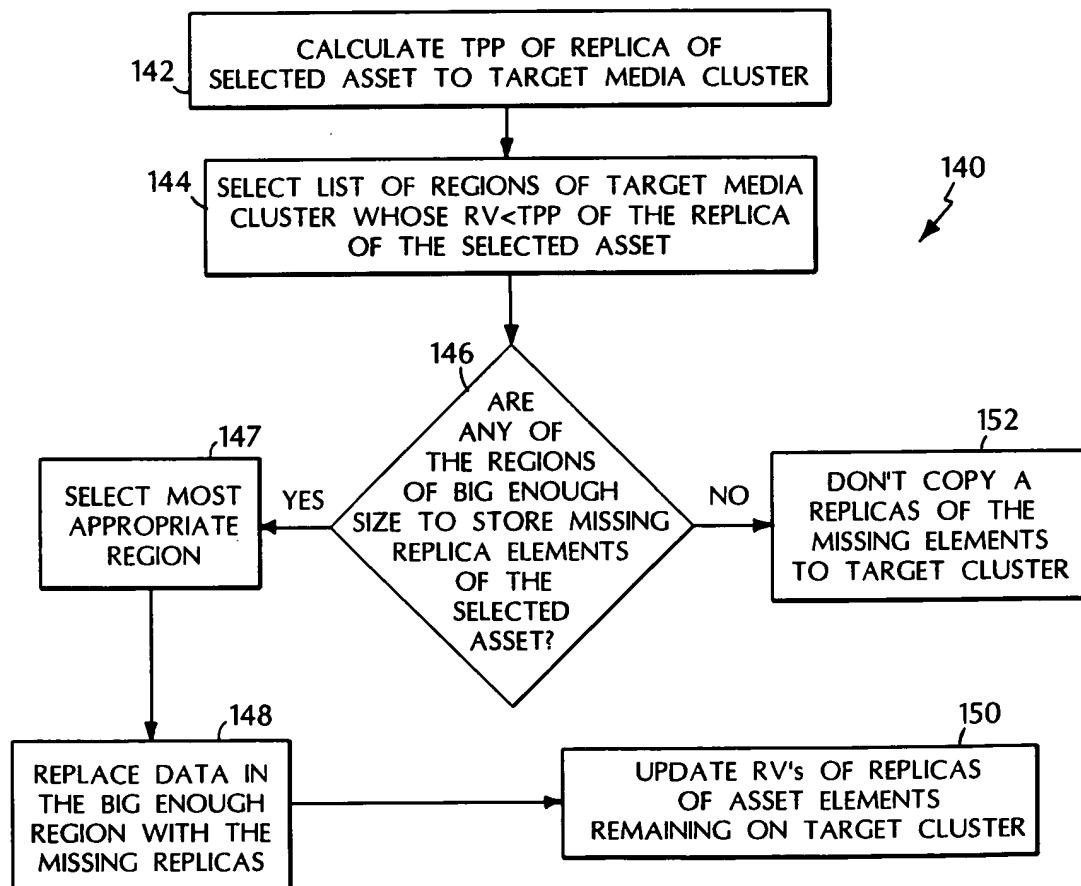 142
CALCULATE TPP OF REPLICA OF
SELECTED ASSET TO TARGET MEDIA CLUSTER
144
SELECT LIST OF REGIONS OF TARGET MEDIA
CLUSTER WHOSE RV<TPP OF THE REPLICA
OF THE SELECTED ASSET
140
146
ARE
ANY OF
THE REGIONS
OF BIG ENOUGH
SIZE TO STORE MISSING
REPLICA ELEMENTS
OF THE
SELECTED
ASSET?
YES
NO
147
SELECT MOST
APPROPRIATE
REGION
152
DON'T COPY A
REPLICAS OF THE
MISSING ELEMENTS
TO TARGET CLUSTER
148
REPLACE DATA IN
THE BIG ENOUGH
REGION WITH THE
MISSING REPLICAS
150
UPDATE RV's OF REPLICAS
OF ASSET ELEMENTS
REMAINING ON TARGET CLUSTER